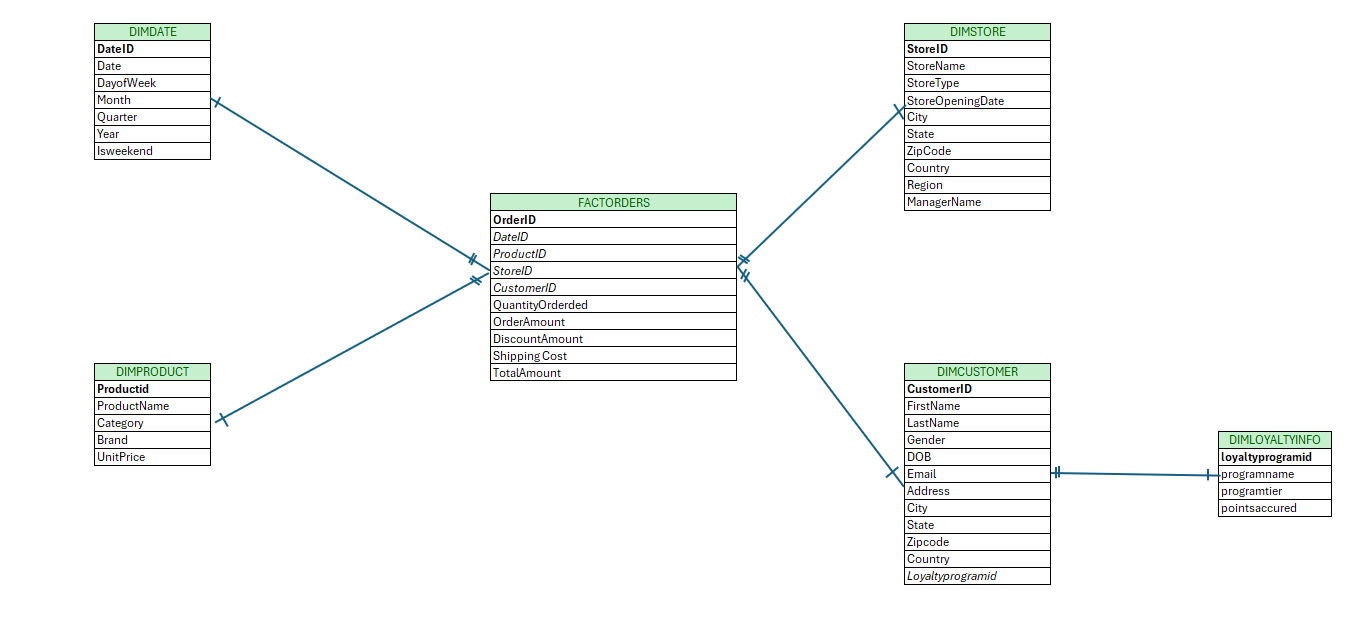 DIMDATE
DateID
Date
DayofWeek
Month
Quarter
Year
Isweekend
DIMSTORE
StoreID
StoreName
StoreType
StoreOpeningDate
City
State
ZipCode
Country
Region
ManagerName
FACTORDERS
OrderID
DateID
ProductID
StoreID
CustomerID
QuantityOrderded
OrderAmount
DiscountAmount
Shipping Cost
TotalAmount
DIMPRODUCT
Productid
ProductName
Category
Brand
UnitPrice
DIMCUSTOMER
CustomerID
FirstName
LastName
Gender
DOB
Email
Address
City
State
Zipcode
Country
Loyaltyprogramid
DIMLOYALTYINFO
loyaltyprogramid
programname
programtier
pointsaccured